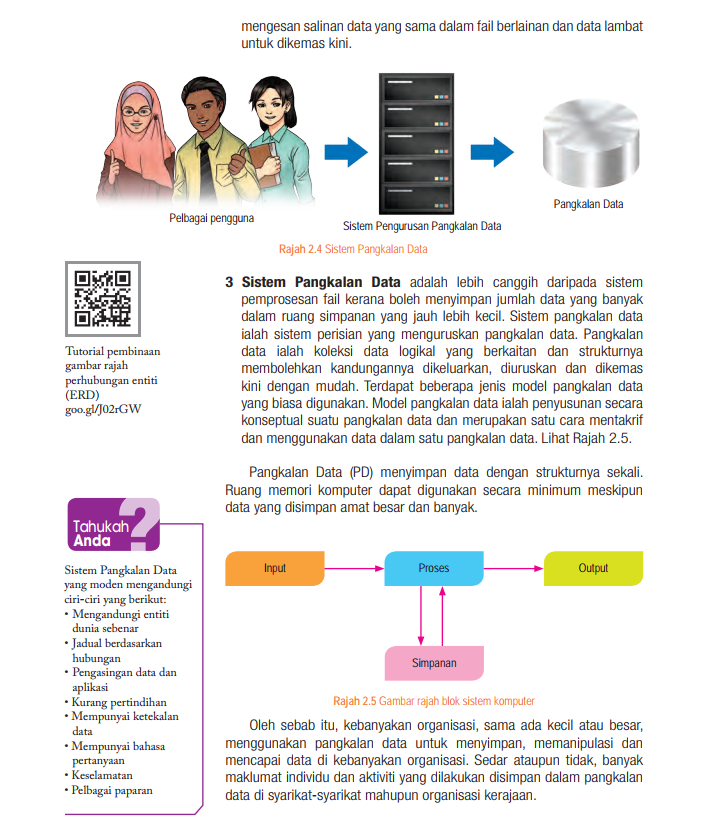 mengesan salinan data yang sama dalam fail berlainan dan data lambat
untuk dikemas kini.
Pelbagai pengguna
Sistem Pengurusan Pangkalan Data
Pangkalan Data
Rajah 2.4 Sistem Pangkalan Data
3 Sistem Pangkalan Data adalah lebih canggih daripada sistem
pemprosesan fail kerana boleh menyimpan jumlah data yang banyak
dalam ruang simpanan yang jauh lebih kecil. Sistem pangkalan data
ialah sistem perisian yang menguruskan pangkalan data. Pangkalan
data ialah koleksi data logikal yang berkaitan dan strukturnya
membolehkan kandungannya dikeluarkan, diuruskan dan dikemas
kini dengan mudah. Terdapat beberapa jenis model pangkalan data
yang biasa digunakan. Model pangkalan data ialah penyusunan secara
konseptual suatu pangkalan data dan merupakan satu cara mentakrif
dan menggunakan data dalam satu pangkalan data. Lihat Rajah 2.5.
Tutorial pembinaan
gambar rajah
perhubungan entiti
(ERD)
goo.gl/J02rGW
Pangkalan Data (PD) menyimpan data dengan strukturnya sekali.
Ruang memori komputer dapat digunakan secara minimum meskipun
data yang disimpan amat besar dan banyak.
Tahukah
Anda ?
Sistem Pangkalan Data
yang moden mengandungi
ciri-ciri yang berikut:
• Mengandungi entiti
dunia sebenar
• Jadual berdasarkan
hubungan
• Pengasingan data dan
aplikasi
• Kurang pertindihan
• Mempunyai ketekalan
data
• Mempunyai bahasa
pertanyaan
• Keselamatan
• Pelbagai paparan
Input
Proses
Output
Simpanan
Rajah 2.5 Gambar rajah blok sistem komputer
Oleh sebab itu, kebanyakan organisasi, sama ada kecil atau besar,
menggunakan pangkalan data untuk menyimpan, memanipulasi dan
mencapai data di kebanyakan organisasi. Sedar ataupun tidak, banyak
maklumat individu dan aktiviti yang dilakukan disimpan dalam pangkalan
data di syarikat-syarikat mahupun organisasi kerajaan.